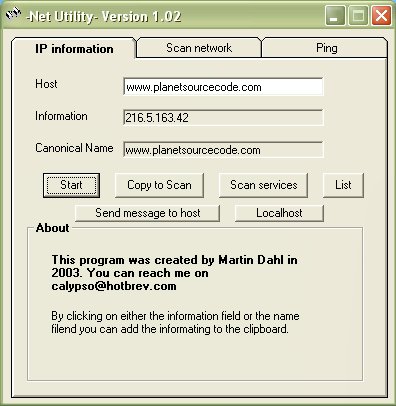 -Net Utility- Version 1.02
IP information
Scan network
Ping
Host
www.planetsourcecode.com
Information
216.5.163.42
Canonical Name
www.planetsourcecode.com
Start
Copy to Scan
Scan services
List
Send message to host
Localhost
About
This program was created by Martin Dahl in
2003. You can reach me on
calypso@hotbrev.com
By clicking on either the information field or the name
filend you can add the informating to the clipboard.